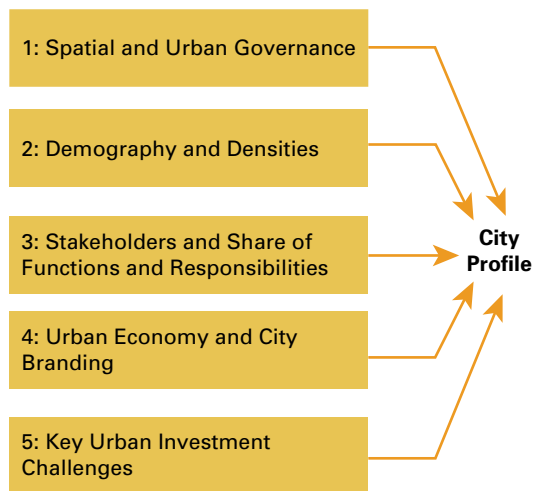 1: Spatial and Urban Governance
2: Demography and Densities
3: Stakeholders and Share of
Functions and Responsibilities
4: Urban Economy and City
Branding
5: Key Urban Investment
Challenges
City
Profile